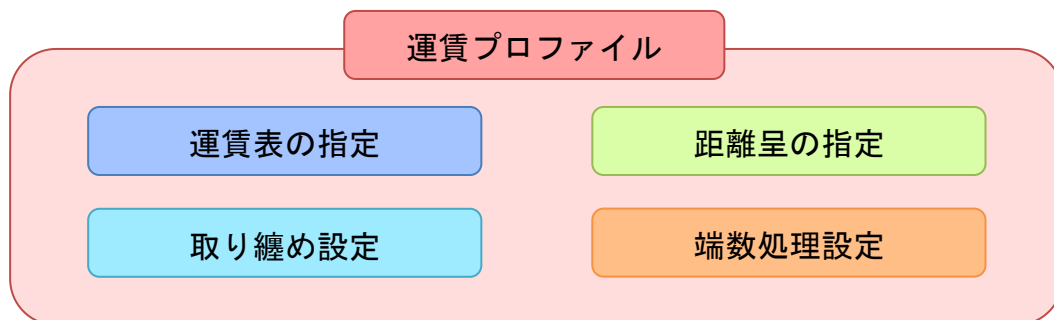 運賃プロファイル
運賃表の指定
距離呈の指定
取り纏め設定
端数処理設定